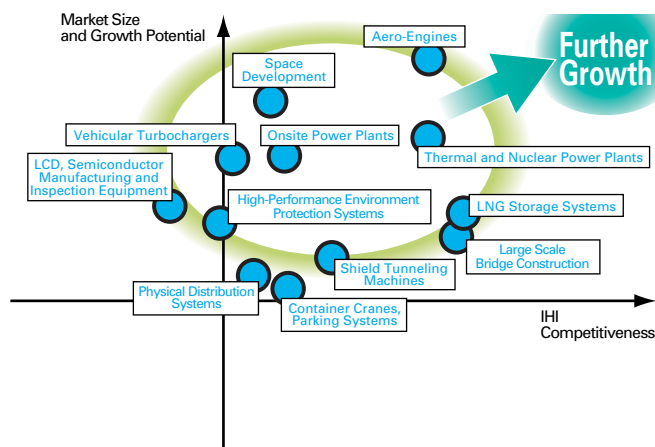 Market Size
and Growth Potential
Aero-Engines
Further
Growth
Space
Development
Vehicular Turbochargers
Onsite Power Plants
LCD, Semiconductor
Manufacturing and
Inspection Equipment
Thermal and Nuclear Power Plants
High-Performance Environment
Protection Systems
LNG Storage Systems
Large Scale
Bridge Construction
Shield Tunneling
Machines
Physical Distribution
Systems
Container Cranes,
Parking Systems
IHI
Competitiveness